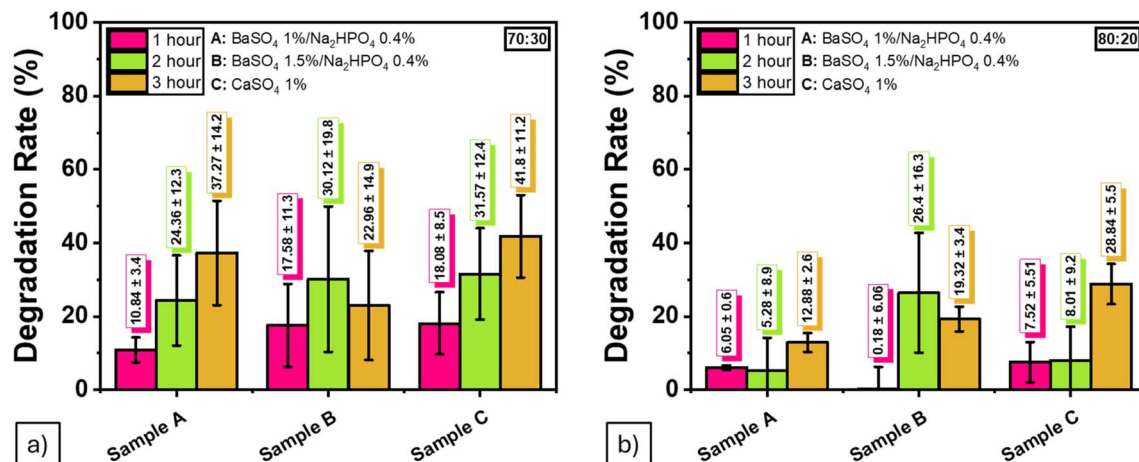 100
80
60
40
20
0
Degradation Rate (%)
1 hour
2 hour
3 hour
A: BaSO₄ 1%/Na₂HPO₄ 0.4%
B: BaSO₄ 1.5%/Na₂HPO₄ 0.4%
C: CaSO₄ 1%
70:30
10.84 ± 3.4
24.36 ± 12.3
37.27 ± 14.2
17.58 ± 11.3
30.12 ± 19.8
22.96 ± 14.9
18.08 ± 8.5
31.57 ± 12.4
41.8 ± 11.2
Sample A
Sample B
Sample C
a)
100
80
60
40
20
0
Degradation Rate (%)
1 hour
2 hour
3 hour
A: BaSO₄ 1%/Na₂HPO₄ 0.4%
B: BaSO₄ 1.5%/Na₂HPO₄ 0.4%
C: CaSO₄ 1%
80:20
6.05 ± 0.6
5.28 ± 8.9
12.88 ± 2.6
0.18 ± 6.06
26.4 ± 16.3
19.32 ± 3.4
7.52 ± 5.51
8.01 ± 9.2
28.84 ± 5.5
Sample A
Sample B
Sample C
b)